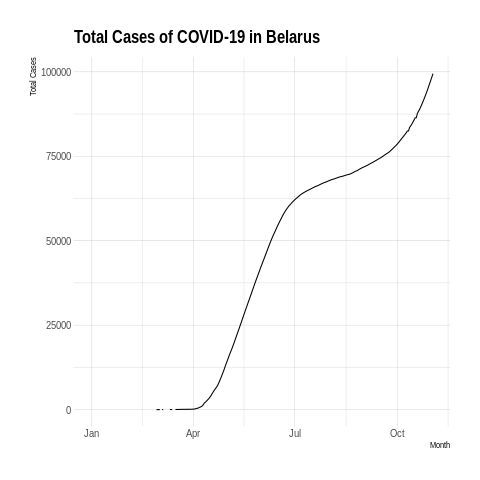 Total Cases of COVID-19 in Belarus
Total Cases
100000
75000
50000
25000
0
Jan Apr Jul Oct
Month